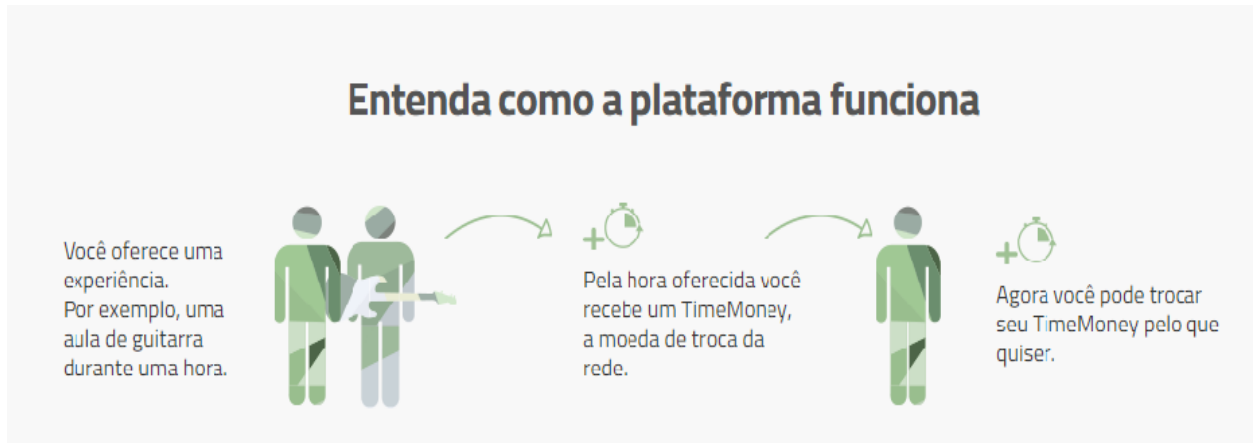 Entenda como a plataforma funciona
Você oferece uma
experiência.
Por exemplo, uma
aula de guitarra
durante uma hora.
Pela hora oferecida você
recebe um TimeMoney,
a moeda de troca da
rede.
Agora você pode trocar
seu TimeMoney pelo que
quiser.